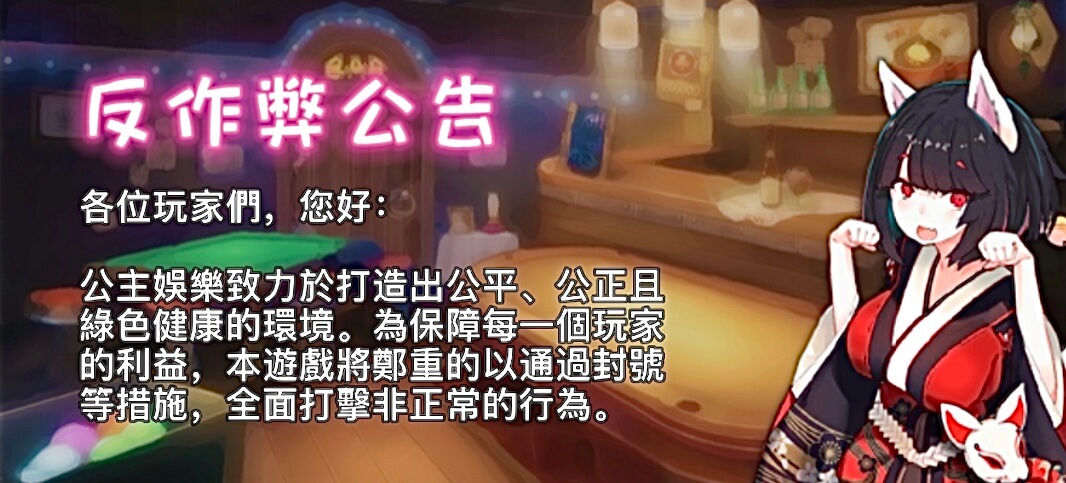 反作弊公告
各位玩家們，您好：
公主娛樂致力於打造出公平、公正且
綠色健康的環境。為保障每一個玩家
的利益，本遊戲將鄭重的以通過封號
等措施，全面打擊非正常的行為。